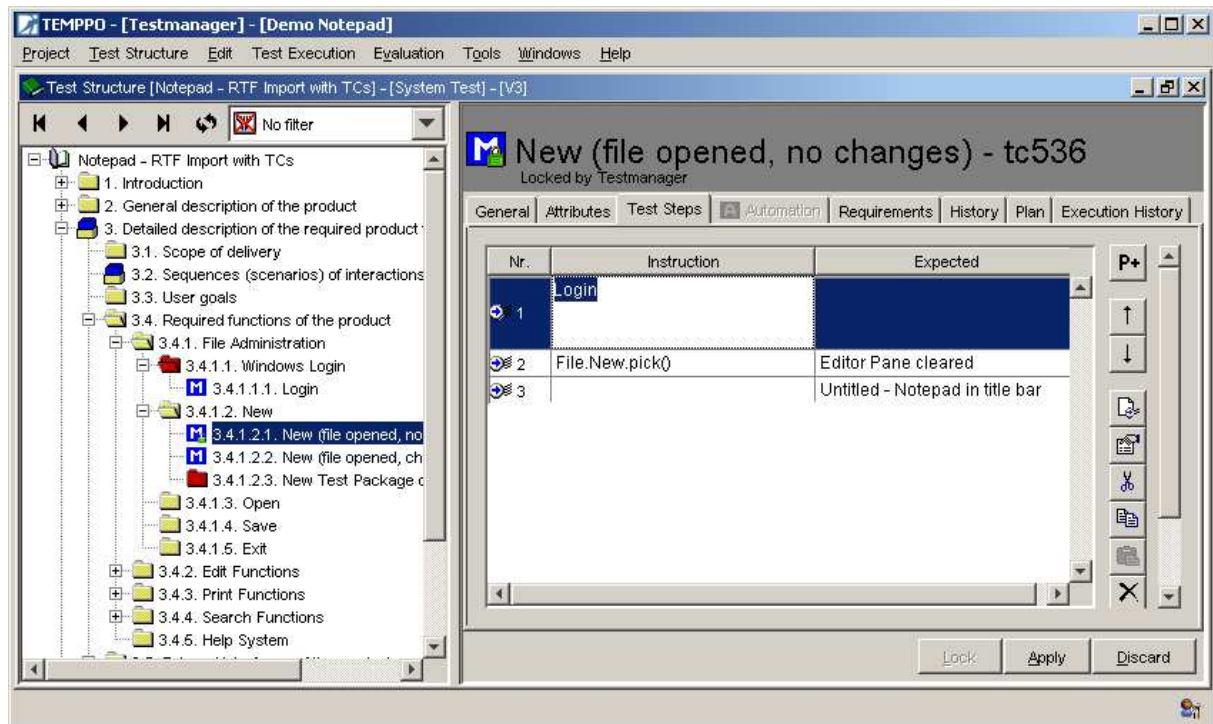 TEMPPO - [Testmanager] - [Demo Notepad]
Project Test Structure Edit Test Execution Evaluation Tools Windows Help
Test Structure [Notepad - RTF Import with TCs] - [System Test] - [V3]
No filter
Notepad - RTF Import with TCs
1. Introduction
2. General description of the product
3. Detailed description of the required product
3.1. Scope of delivery
3.2. Sequences (scenarios) of interactions
3.3. User goals
3.4. Required functions of the product
3.4.1. File Administration
3.4.1.1. Windows Login
M 3.4.1.1.1. Login
3.4.1.2. New
M 3.4.1.2.1. New (file opened, no
M 3.4.1.2.2. New (file opened, ch
3.4.1.2.3. New Test Package
3.4.1.3. Open
3.4.1.4. Save
3.4.1.5. Exit
3.4.2. Edit Functions
3.4.3. Print Functions
3.4.4. Search Functions
3.4.5. Help System
M New (file opened, no changes) - tc536
Locked by Testmanager
General Attributes Test Steps A Automation Requirements History Plan Execution History
Nr. Instruction Expected
1 Login
2 File.New.pick() Editor Pane cleared
3 Untitled - Notepad in title bar
P+
Lock Apply Discard